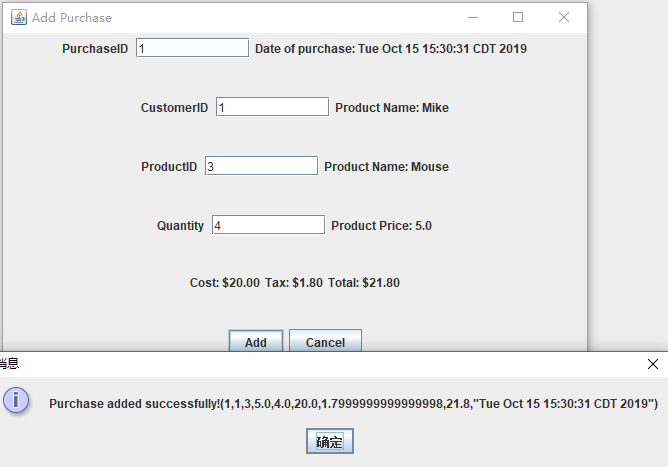 Add Purchase
PurchaseID 1 Date of purchase: Tue Oct 15 15:30:31 CDT 2019
CustomerID 1 Product Name: Mike
ProductID 3 Product Name: Mouse
Quantity 4 Product Price: 5.0
Cost: $20.00 Tax: $1.80 Total: $21.80
Add Cancel
消息
Purchase added successfully!(1,1,3,5.0,4.0,20.0,1.7999999999999998,21.8,"Tue Oct 15 15:30:31 CDT 2019")
确定